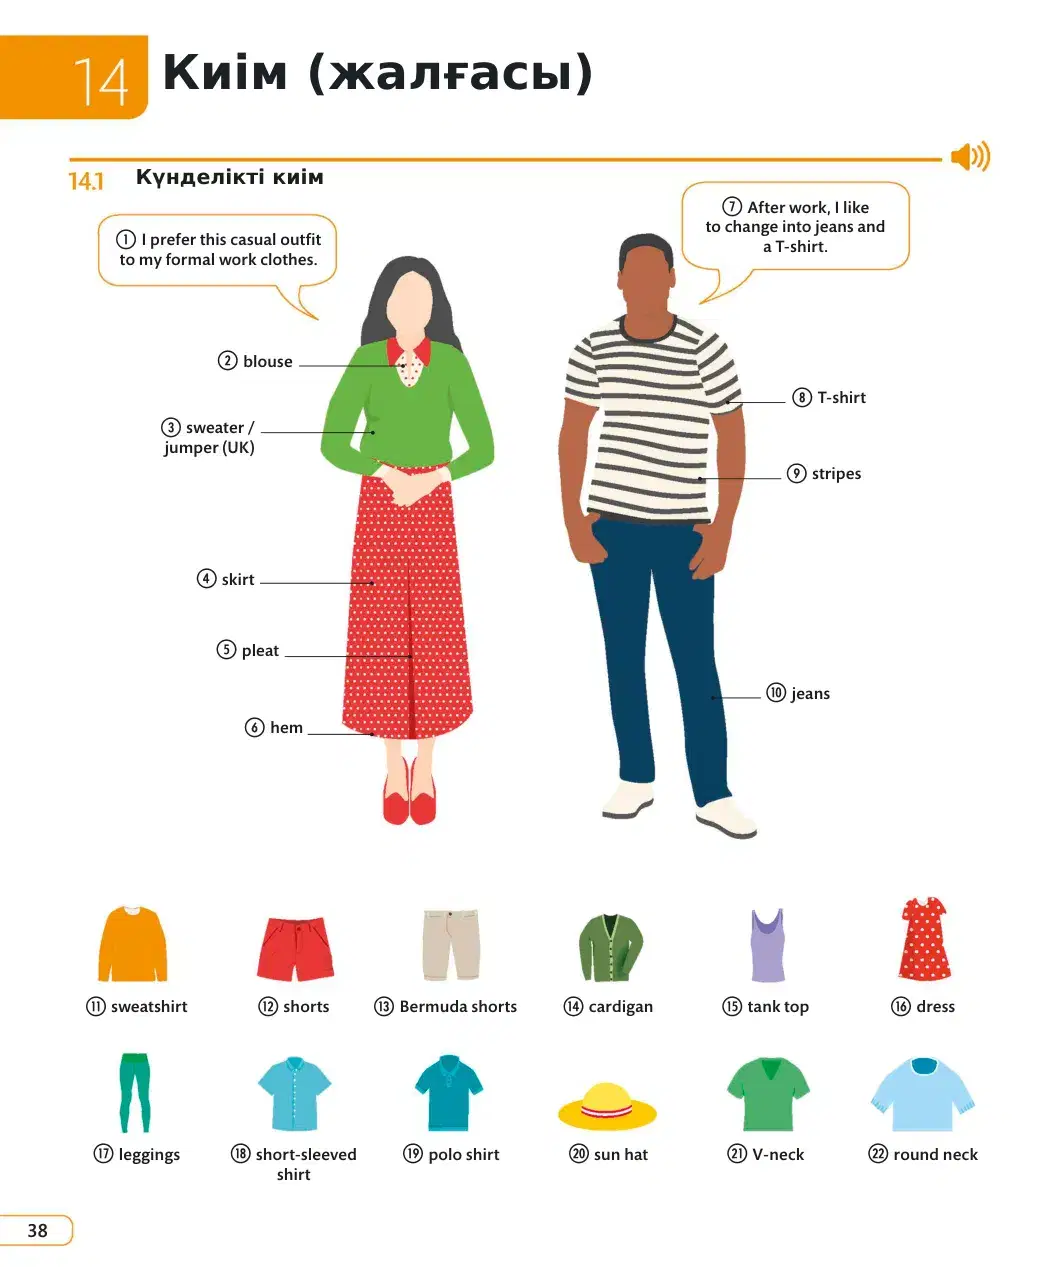 14
Киім (жалғасы)
14.1 Күнделікті киім
① I prefer this casual outfit
to my formal work clothes.
⑦ After work, I like
to change into jeans and
a T-shirt.
② blouse
③ sweater /
jumper (UK)
④ skirt
⑤ pleat
⑥ hem
⑧ T-shirt
⑨ stripes
⑩ jeans
⑪ sweatshirt
⑫ shorts
⑬ Bermuda shorts
⑭ cardigan
⑮ tank top
⑯ dress
⑰ leggings
⑱ short-sleeved
shirt
⑲ polo shirt
⑳ sun hat
㉑ V-neck
㉒ round neck
38